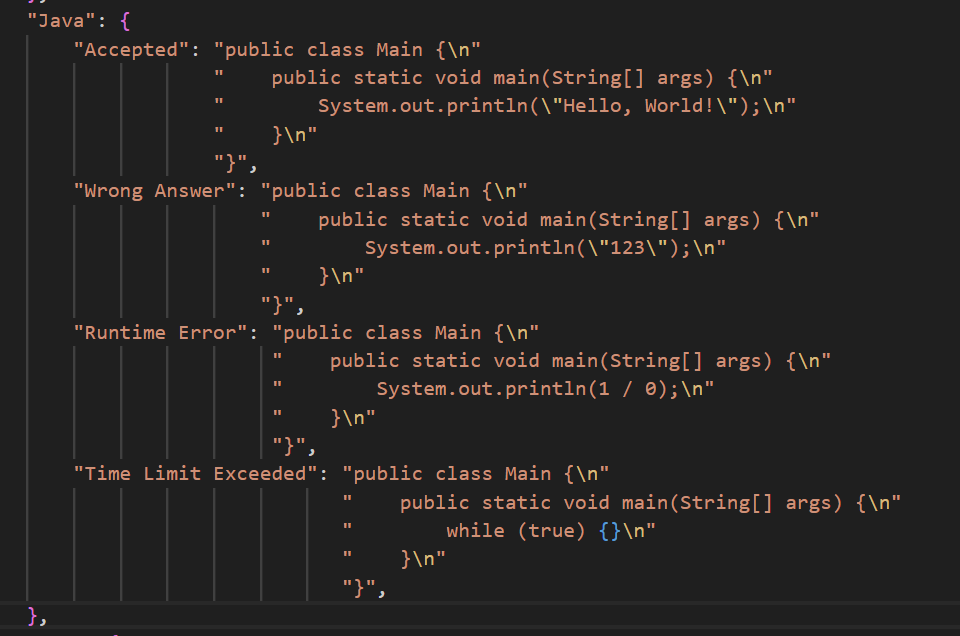 "Java": {
    "Accepted": "public class Main {\n"
                "    public static void main(String[] args) {\n"
                "        System.out.println(\"Hello, World!\");\n"
                "    }\n"
                "}",
    "Wrong Answer": "public class Main {\n"
                    "    public static void main(String[] args) {\n"
                    "        System.out.println(\"123\");\n"
                    "    }\n"
                    "}",
    "Runtime Error": "public class Main {\n"
                     "    public static void main(String[] args) {\n"
                     "        System.out.println(1 / 0);\n"
                     "    }\n"
                     "}",
    "Time Limit Exceeded": "public class Main {\n"
                           "    public static void main(String[] args) {\n"
                           "        while (true) {}\n"
                           "    }\n"
                           "}",
},